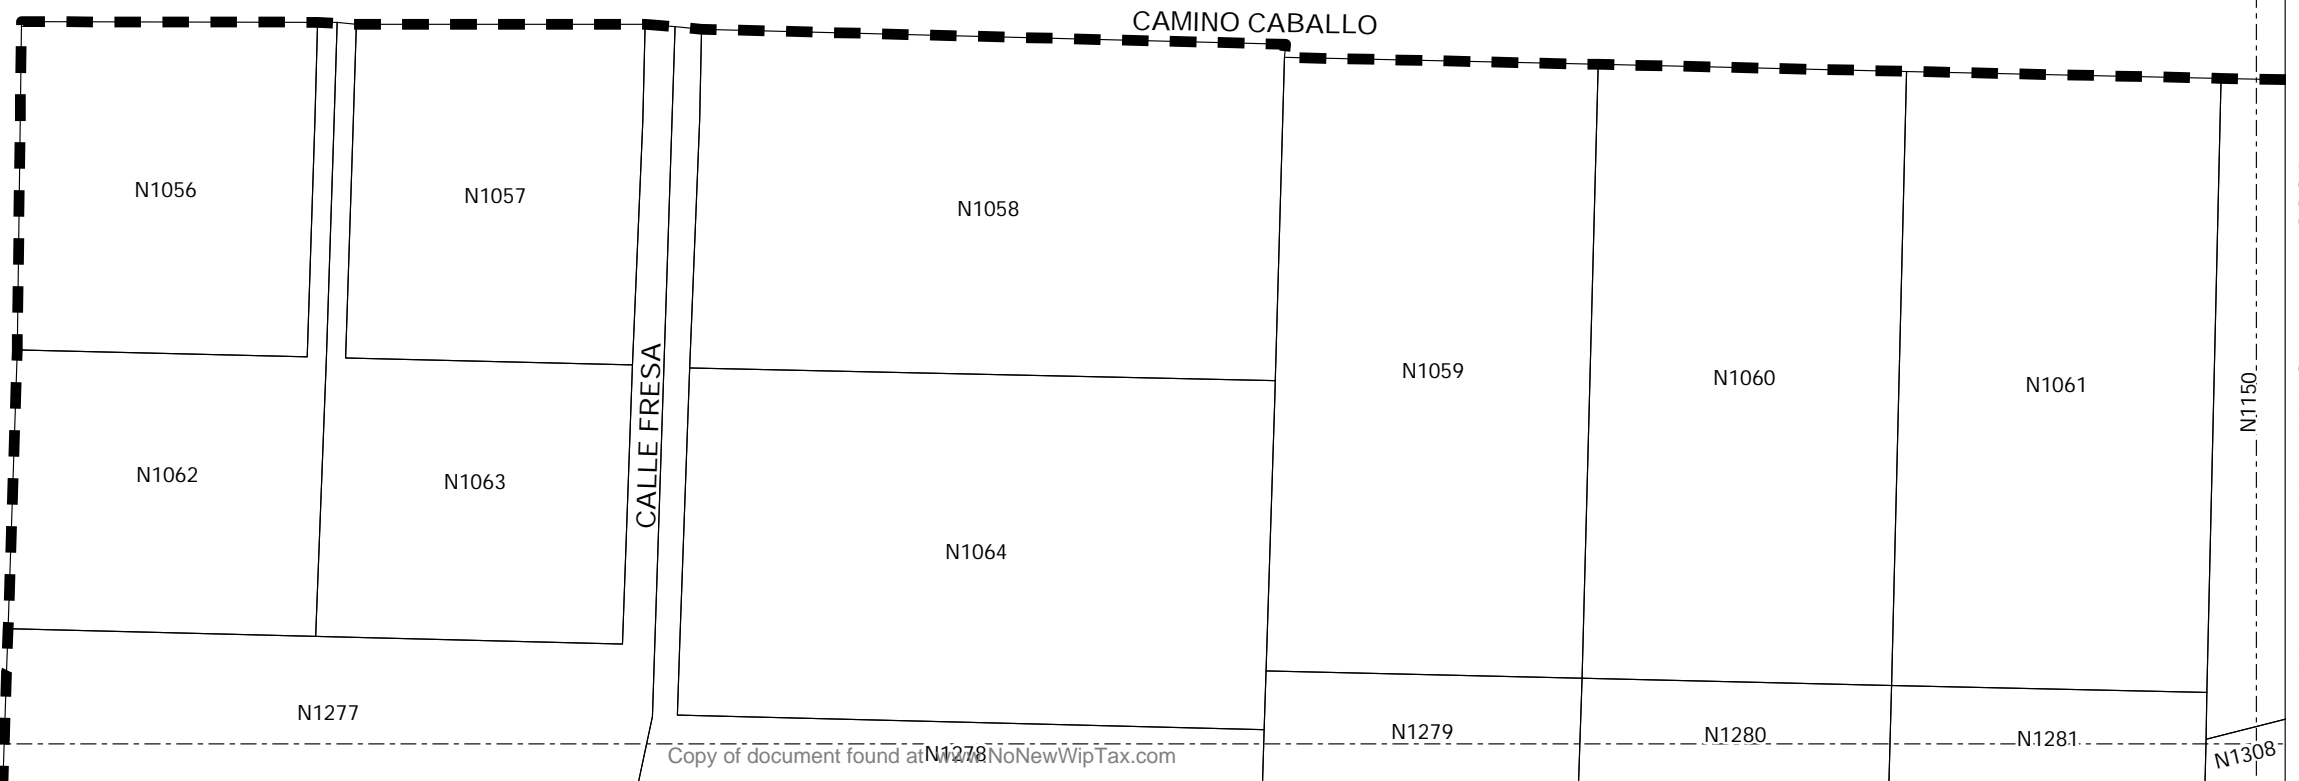 CAMINO CABALLO
N1056
N1057
N1058
N1059
N1060
N1061
N1150
N1062
N1063
CALLE FRESA
N1064
N1277
N1278
N1279
N1280
N1281
N1308
Copy of document found at www.NoNewWipTax.com